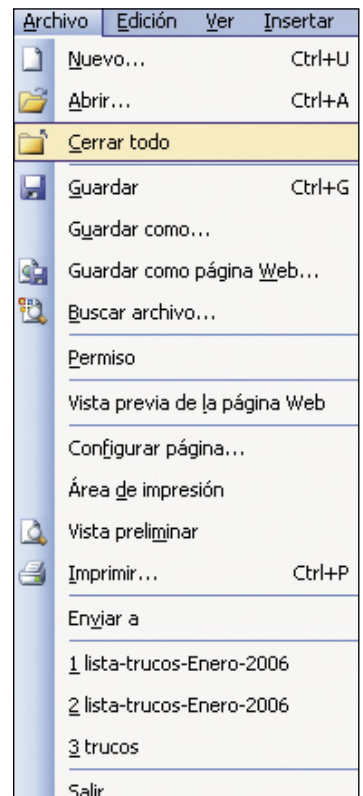 Archivo Edición Ver Insertar
Nuevo... Ctrl+U
Abrir... Ctrl+A
Cerrar todo
Guardar Ctrl+G
Guardar como...
Guardar como página Web...
Buscar archivo...
Permiso
Vista previa de la página Web
Configurar página...
Área de impresión
Vista preliminar
Imprimir... Ctrl+P
Enviar a
1 lista-trucos-Enero-2006
2 lista-trucos-Enero-2006
3 trucos
Salir